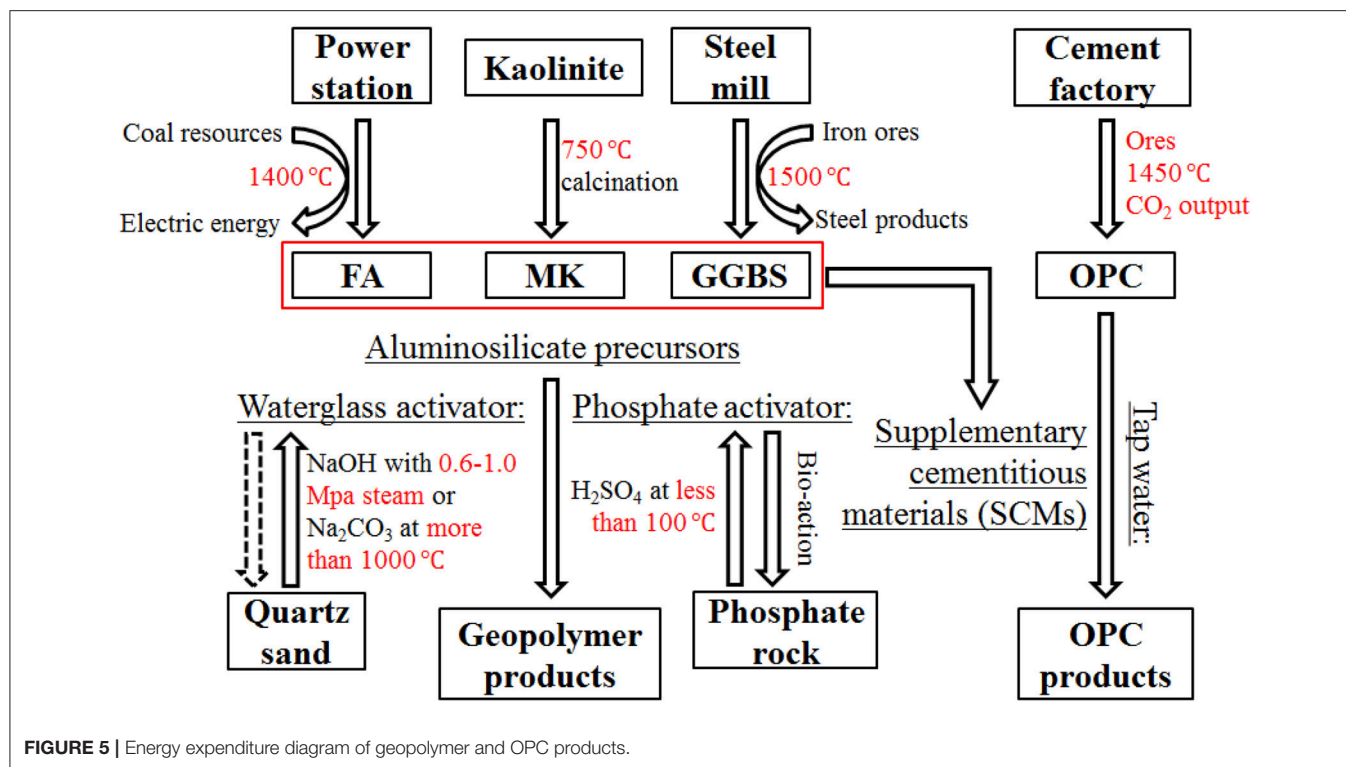 Power
station
Kaolinite
Steel
mill
Cement
factory
Coal resources
1400 ℃
Electric energy
750 ℃
calcination
Iron ores
1500 ℃
Steel products
Ores
1450 ℃
CO₂ output
FA
MK
GGBS
OPC
Aluminosilicate precursors
Waterglass activator:
NaOH with 0.6-1.0
Mpa steam or
Na₂CO₃ at more
than 1000 ℃
Quartz
sand
Geopolymer
products
Phosphate activator:
H₂SO₄ at less
than 100 ℃
Bio-action
Phosphate
rock
Supplementary
cementitious
materials (SCMs)
Tap water:
OPC
products
FIGURE 5 | Energy expenditure diagram of geopolymer and OPC products.